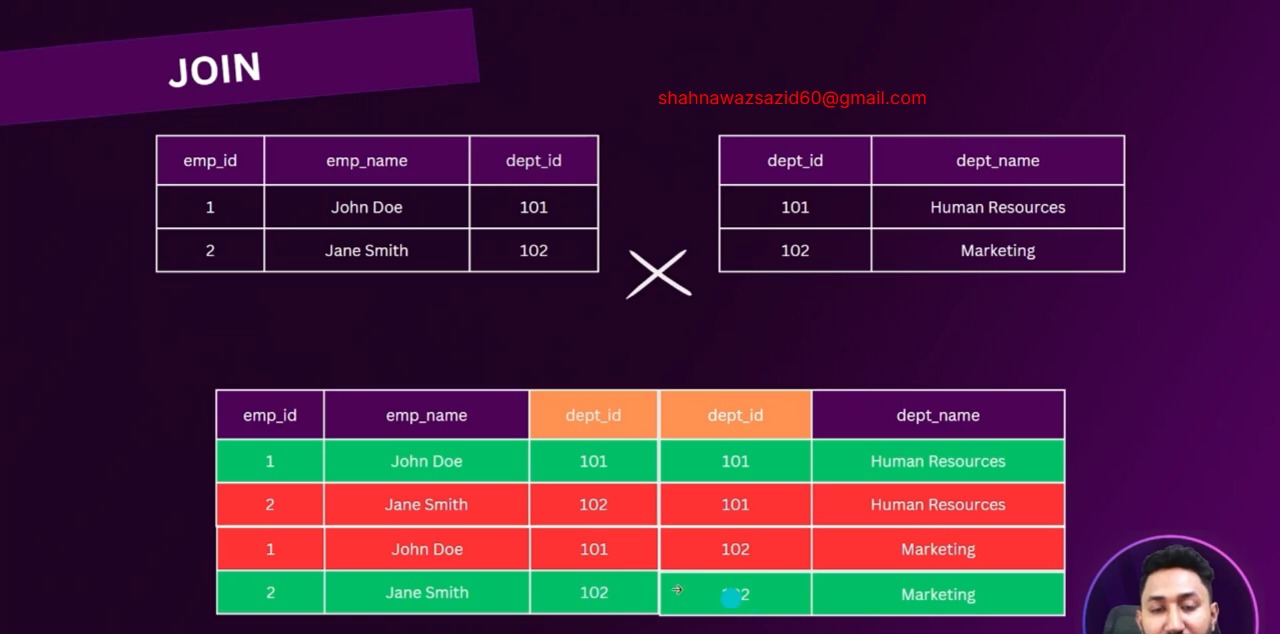 JOIN
shahnawazsazid60@gmail.com
emp_id emp_name dept_id
1 John Doe 101
2 Jane Smith 102
dept_id dept_name
101 Human Resources
102 Marketing
emp_id emp_name dept_id dept_id dept_name
1 John Doe 101 101 Human Resources
2 Jane Smith 102 101 Human Resources
1 John Doe 101 102 Marketing
2 Jane Smith 102 Marketing